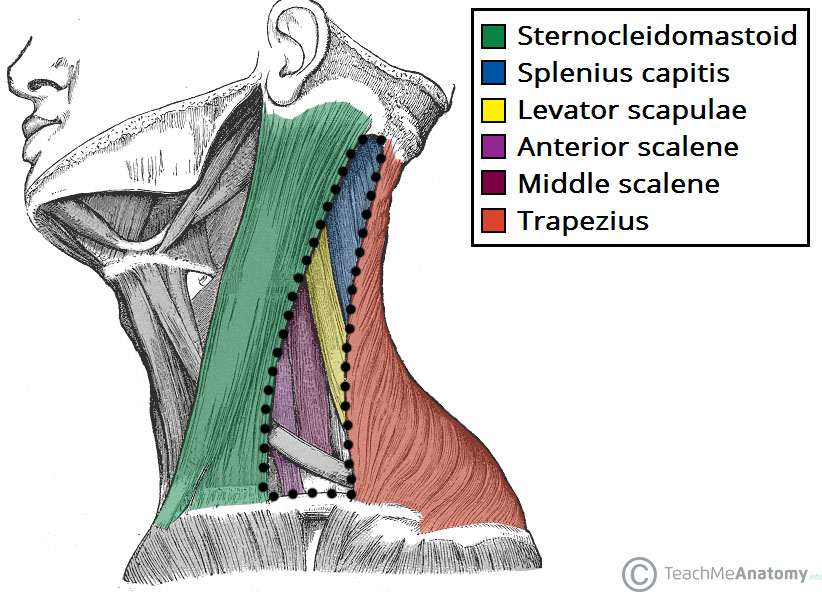 Sternocleidomastoid
Splenius capitis
Levator scapulae
Anterior scalene
Middle scalene
Trapezius
© TeachMeAnatomy.info